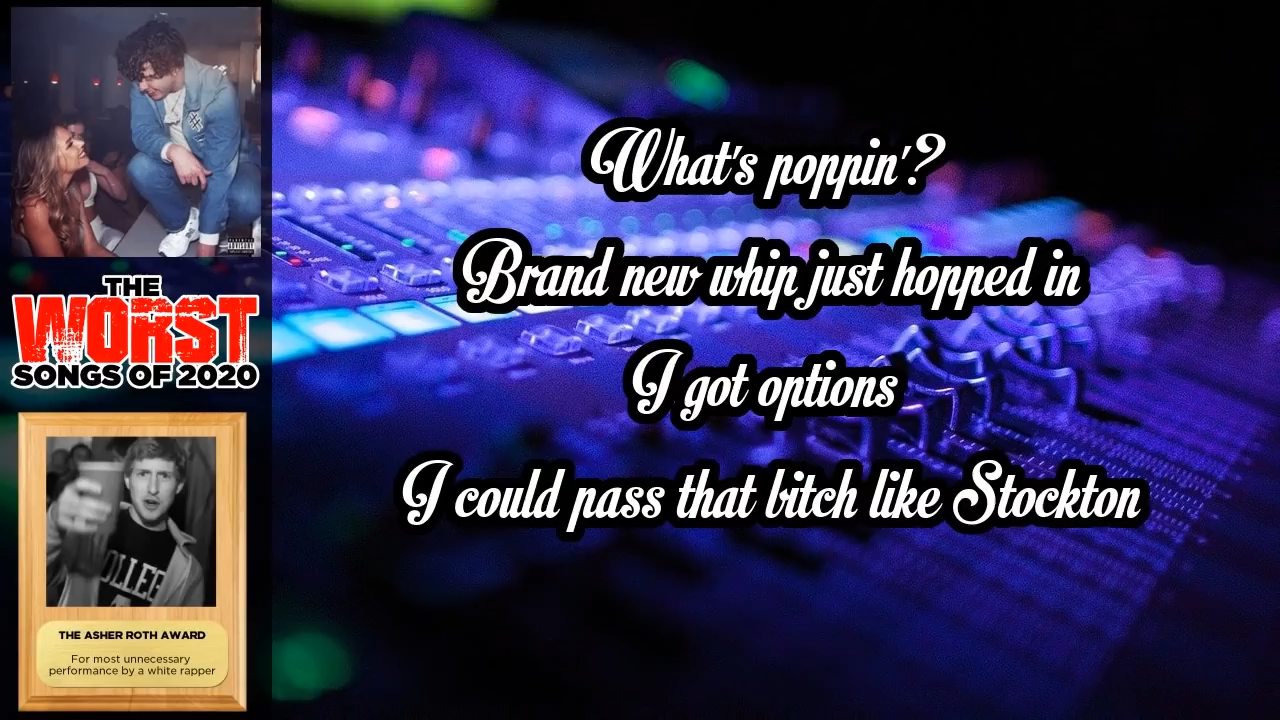 THE
WORST
SONGS OF 2020
OLLEG
THE ASHER ROTH AWARD
For most unnecessary
performance by a white rapper
What's poppin'?
Brand new whip just hopped in
I got options
I could pass that bitch like Stockton